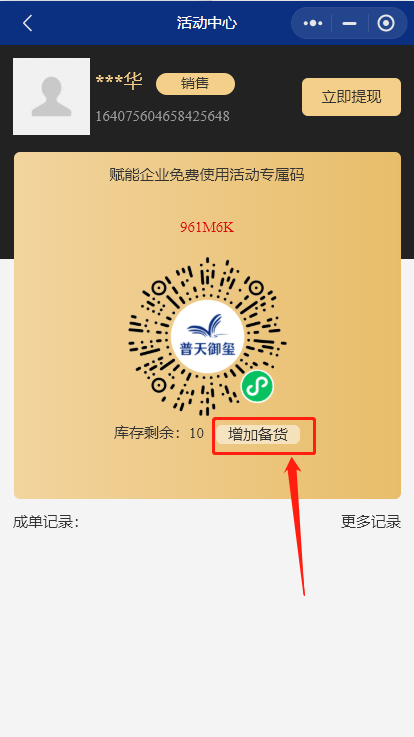 活动中心
***华 销售
164075604658425648
立即提现
赋能企业免费使用活动专属码
961M6K
普天御玺
库存剩余：10 增加备货
成单记录： 更多记录